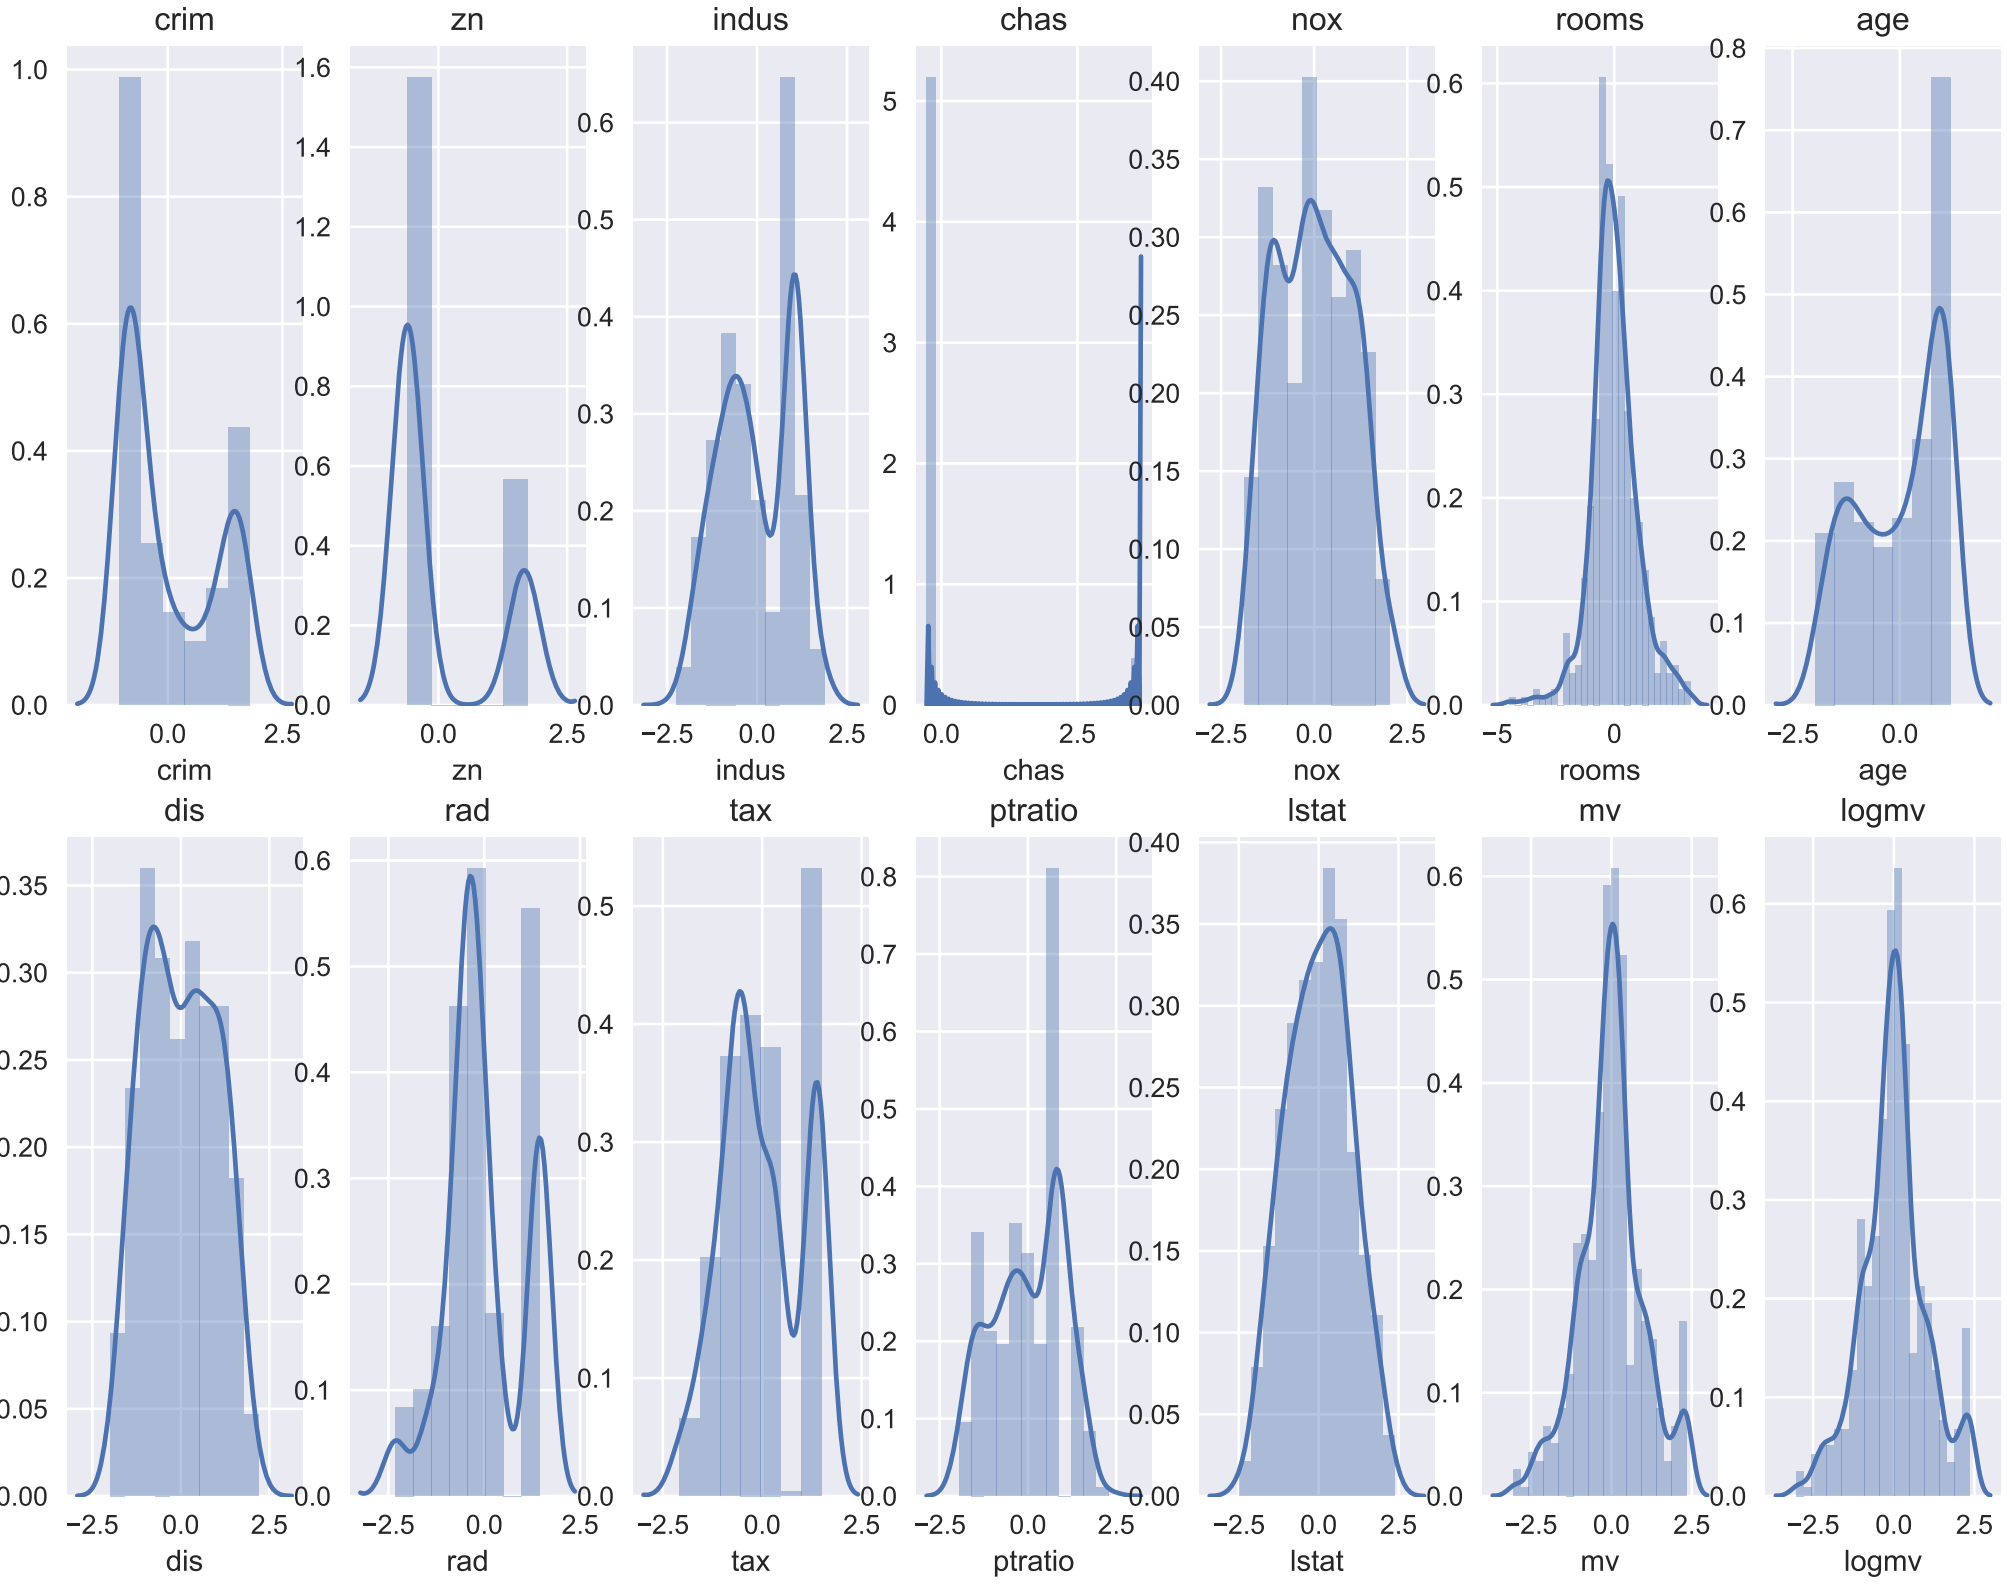 crim zn indus chas nox rooms age
1.0 1.6 0.6 5 0.40 0.6 0.8
0.8 1.4 0.5 4 0.35 0.5 0.7
0.6 1.2 0.4 3 0.30 0.4 0.6
0.4 1.0 0.3 2 0.25 0.3 0.5
0.2 0.8 0.2 1 0.20 0.2 0.4
0.0 0.6 0.1 0 0.15 0.1 0.3
0.4 0.0 0.10 0.0 0.2
0.2 0.05 0.1
0.0 0.00 0.0
0.0 2.5 0.0 2.5 −2.5 0.0 2.5 0.0 2.5 −2.5 0.0 2.5 −5 0 −2.5 0.0
crim zn indus chas nox rooms age
dis rad tax ptratio lstat mv logmv
0.35 0.6 0.5 0.8 0.40 0.6 0.6
0.30 0.5 0.4 0.7 0.35 0.5 0.5
0.25 0.4 0.3 0.6 0.30 0.4 0.4
0.20 0.3 0.2 0.5 0.25 0.3 0.3
0.15 0.2 0.1 0.4 0.20 0.2 0.2
0.10 0.1 0.0 0.3 0.15 0.1 0.1
0.05 0.0 0.2 0.10 0.0 0.0
0.00 0.1 0.05
0.0 0.00
−2.5 0.0 2.5 −2.5 0.0 2.5 −2.5 0.0 −2.5 0.0 2.5 −2.5 0.0 −2.5 0.0 2.5 −2.5 0.0 2.5
dis rad tax ptratio lstat mv logmv